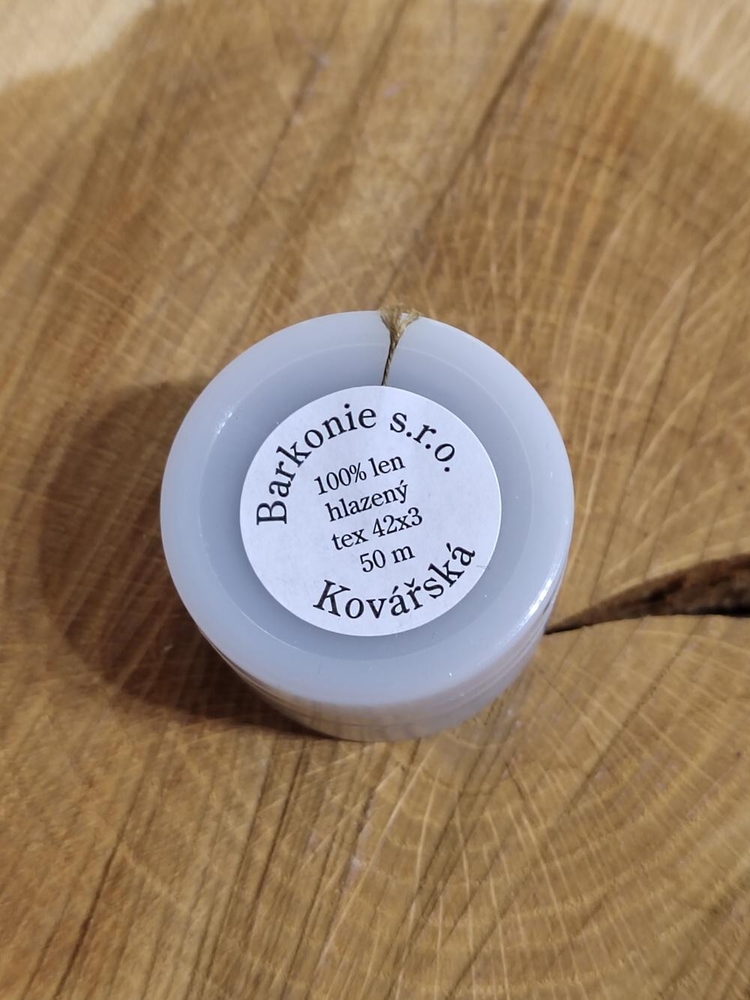 Barkonie s.r.o.
100% len
hlazený
tex 42x3
50 m
Kovářská